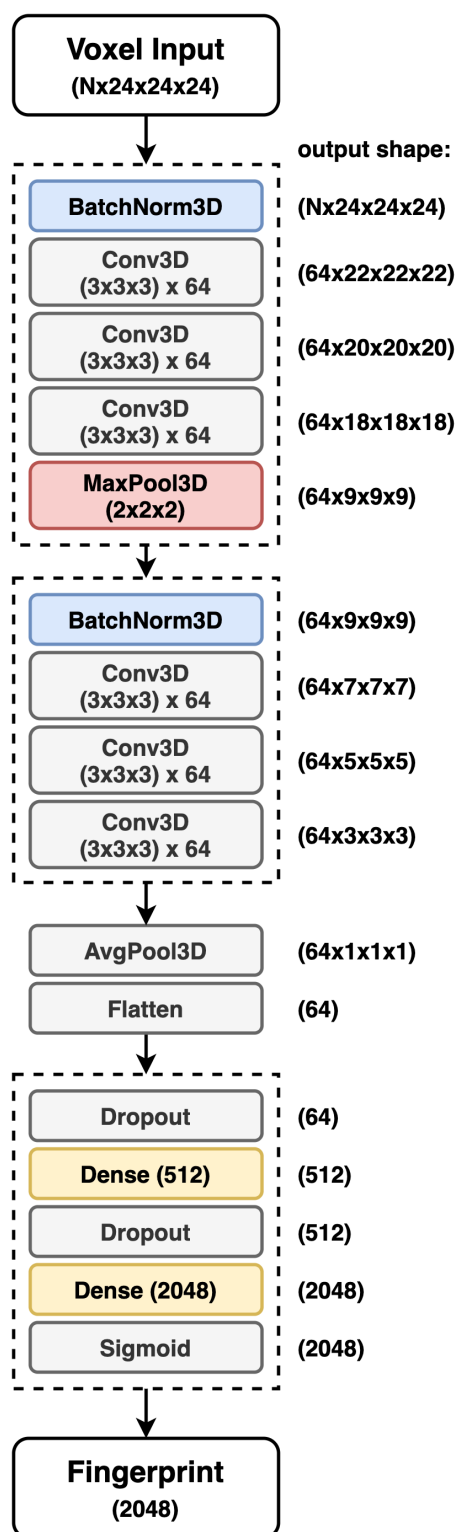 Voxel Input
(Nx24x24x24)
output shape:
BatchNorm3D
(Nx24x24x24)
Conv3D
(3x3x3) x 64
(64x22x22x22)
Conv3D
(3x3x3) x 64
(64x20x20x20)
Conv3D
(3x3x3) x 64
(64x18x18x18)
MaxPool3D
(2x2x2)
(64x9x9x9)
BatchNorm3D
(64x9x9x9)
Conv3D
(3x3x3) x 64
(64x7x7x7)
Conv3D
(3x3x3) x 64
(64x5x5x5)
Conv3D
(3x3x3) x 64
(64x3x3x3)
AvgPool3D
(64x1x1x1)
Flatten
(64)
Dropout
(64)
Dense (512)
(512)
Dropout
(512)
Dense (2048)
(2048)
Sigmoid
(2048)
Fingerprint
(2048)